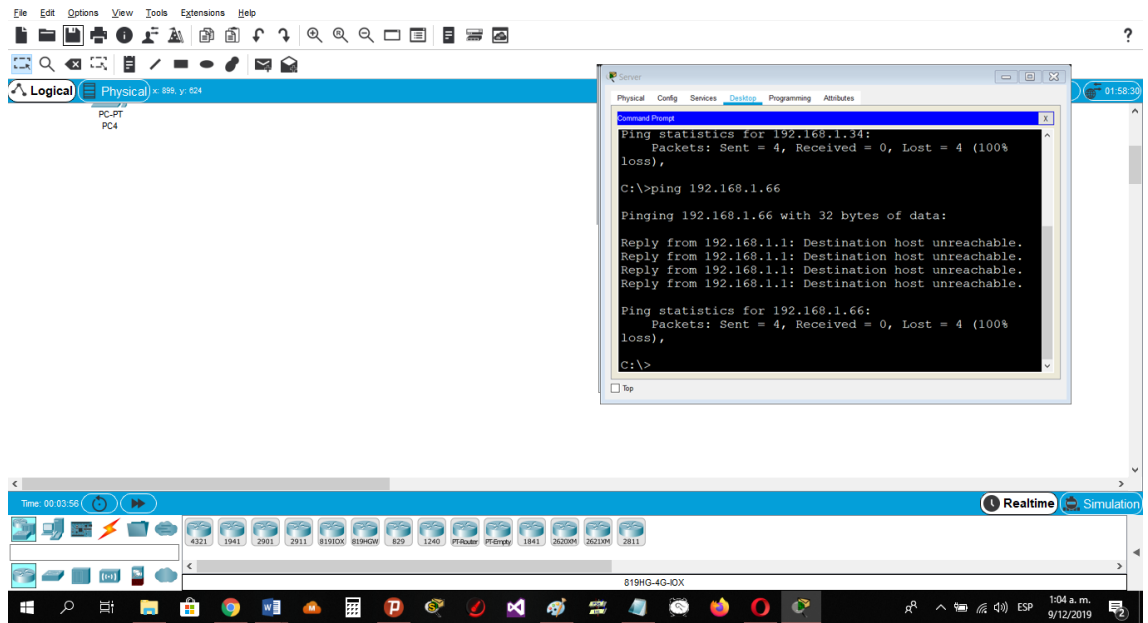 File Edit Options View Tools Extensions Help
?
Logical Physical x: 899, y: 624
01:58:30
PC-PT
PC4
Server
Physical Config Services Desktop Programming Attributes
Command Prompt
X
Ping statistics for 192.168.1.34:
Packets: Sent = 4, Received = 0, Lost = 4 (100%
loss),
C:\>ping 192.168.1.66
Pinging 192.168.1.66 with 32 bytes of data:
Reply from 192.168.1.1: Destination host unreachable.
Reply from 192.168.1.1: Destination host unreachable.
Reply from 192.168.1.1: Destination host unreachable.
Reply from 192.168.1.1: Destination host unreachable.
Ping statistics for 192.168.1.66:
Packets: Sent = 4, Received = 0, Lost = 4 (100%
loss),
C:\>
Top
Time: 00:03:56
Realtime Simulation
4321 1941 2901 2911 819IOX 819HGW 829 1240 PT-Router PT-Empty 1841 2620XM 2621XM 2811
819HG-4G-IOX
ESP
1:04 a. m.
9/12/2019
2